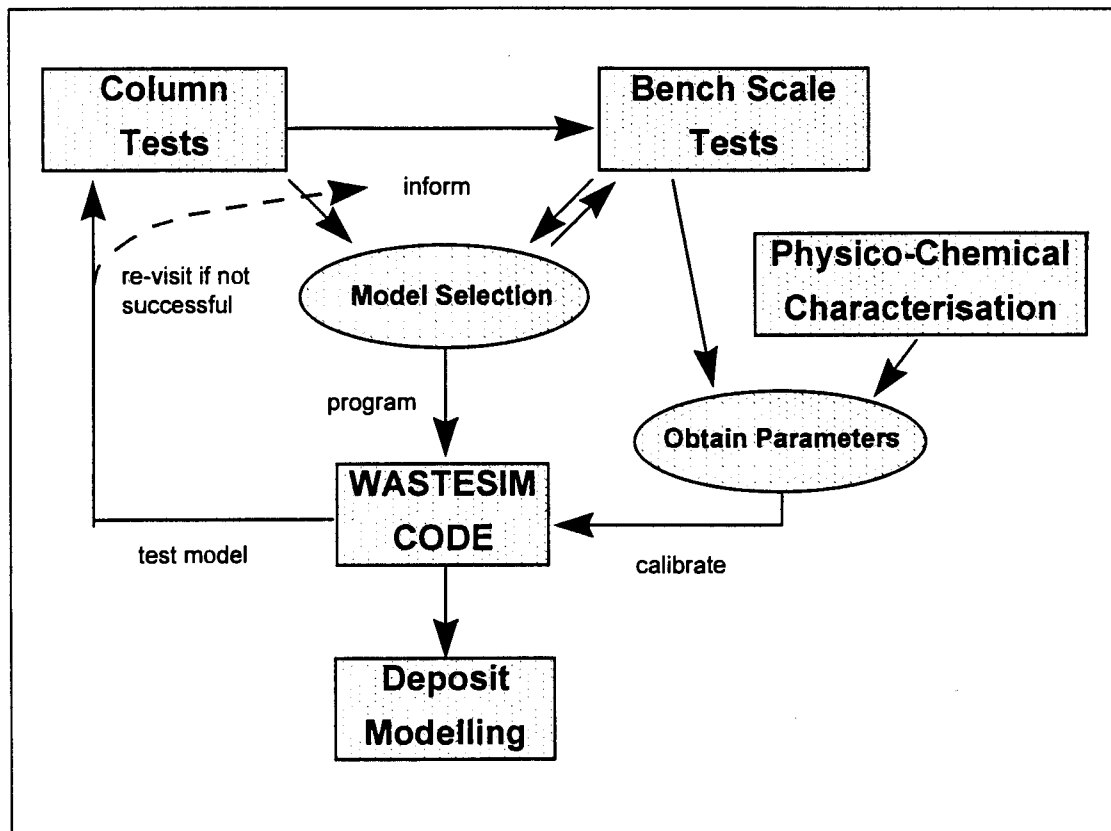 Column
Tests
Bench Scale
Tests
inform
re-visit if not
successful
Model Selection
Physico-Chemical
Characterisation
program
Obtain Parameters
WASTESIM
CODE
test model
calibrate
Deposit
Modelling